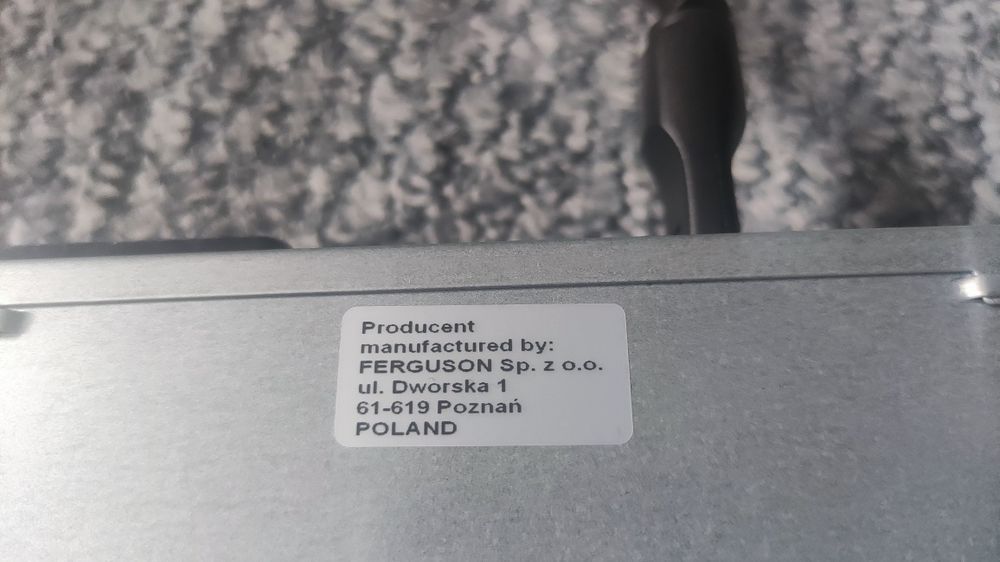 Producent
manufactured by:
FERGUSON Sp. z o.o.
ul. Dworska 1
61-619 Poznań
POLAND